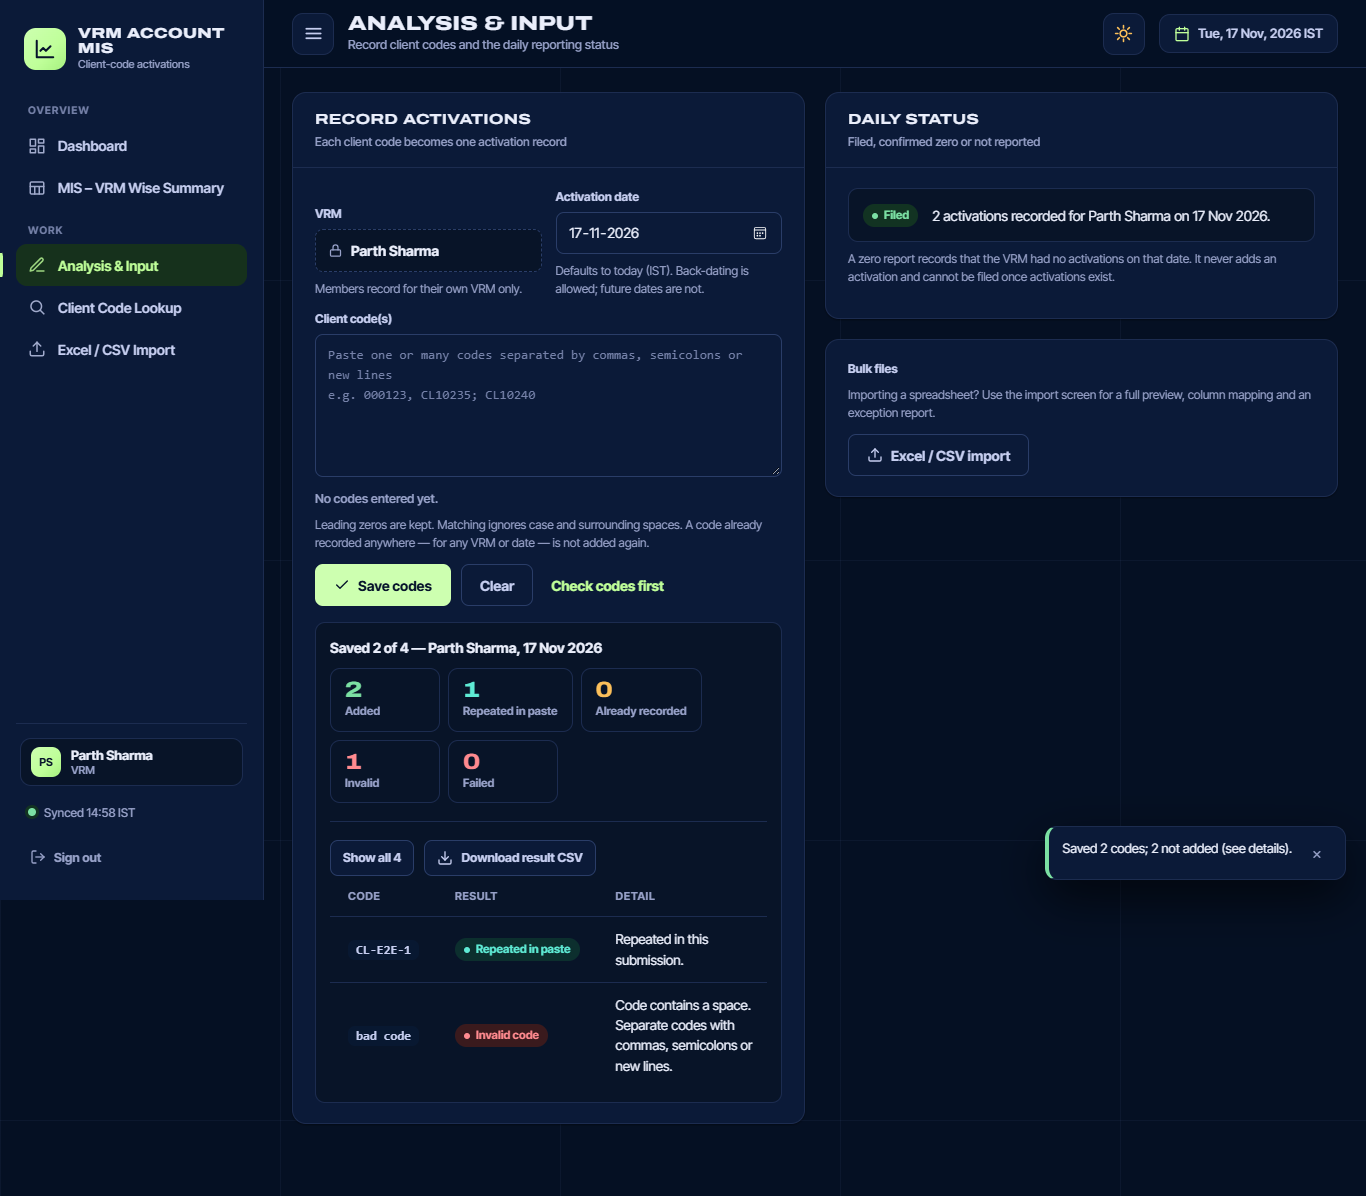 VRM ACCOUNT
MIS
Client-code activations
OVERVIEW
Dashboard
MIS – VRM Wise Summary
WORK
Analysis & Input
Client Code Lookup
Excel / CSV Import
PS
Parth Sharma
VRM
Synced 14:58 IST
Sign out
ANALYSIS & INPUT
Record client codes and the daily reporting status
Tue, 17 Nov, 2026 IST
RECORD ACTIVATIONS
Each client code becomes one activation record
VRM
Parth Sharma
Members record for their own VRM only.
Activation date
17-11-2026
Defaults to today (IST). Back-dating is
allowed; future dates are not.
Client code(s)
Paste one or many codes separated by commas, semicolons or
new lines
e.g. 000123, CL10235; CL10240
No codes entered yet.
Leading zeros are kept. Matching ignores case and surrounding spaces. A code already
recorded anywhere — for any VRM or date — is not added again.
Save codes
Clear
Check codes first
Saved 2 of 4 — Parth Sharma, 17 Nov 2026
2
Added
1
Repeated in paste
0
Already recorded
1
Invalid
0
Failed
Show all 4
Download result CSV
CODE RESULT DETAIL
CL-E2E-1 Repeated in paste Repeated in this
submission.
bad code Invalid code Code contains a space.
Separate codes with
commas, semicolons or
new lines.
DAILY STATUS
Filed, confirmed zero or not reported
Filed 2 activations recorded for Parth Sharma on 17 Nov 2026.
A zero report records that the VRM had no activations on that date. It never adds an
activation and cannot be filed once activations exist.
Bulk files
Importing a spreadsheet? Use the import screen for a full preview, column mapping and an
exception report.
Excel / CSV import
Saved 2 codes; 2 not added (see details).